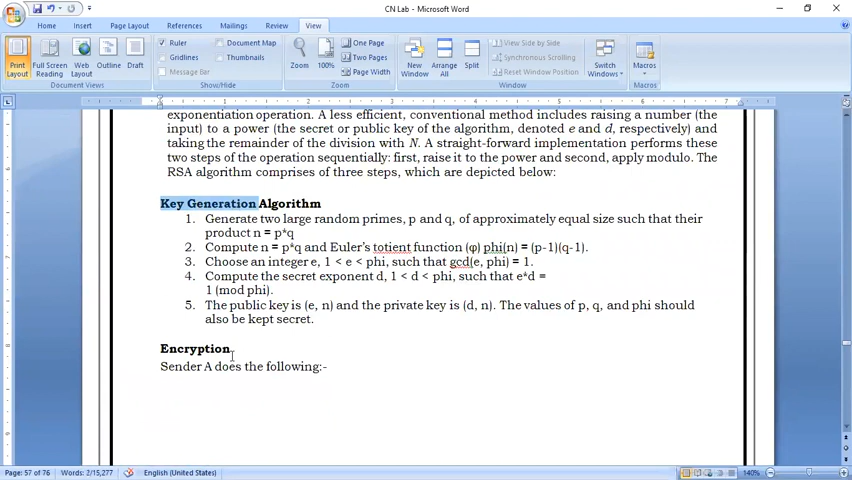 CN Lab - Microsoft Word
Home Insert Page Layout References Mailings Review View
Print Layout
Full Screen Reading
Web Layout
Outline
Draft
Document Views
Ruler
Gridlines
Message Bar
Document Map
Thumbnails
Show/Hide
Zoom
100%
One Page
Two Pages
Page Width
Zoom
New Window
Arrange All
Split
View Side by Side
Synchronous Scrolling
Reset Window Position
Switch Windows
Window
Macros
Macros
exponentiation operation. A less efficient, conventional method includes raising a number (the
input) to a power (the secret or public key of the algorithm, denoted e and d, respectively) and
taking the remainder of the division with N. A straight-forward implementation performs these
two steps of the operation sequentially: first, raise it to the power and second, apply modulo. The
RSA algorithm comprises of three steps, which are depicted below:
Key Generation Algorithm
1. Generate two large random primes, p and q, of approximately equal size such that their
product n = p*q
2. Compute n = p*q and Euler's totient function (φ) phi(n) = (p-1)(q-1).
3. Choose an integer e, 1 < e < phi, such that gcd(e, phi) = 1.
4. Compute the secret exponent d, 1 < d < phi, such that e*d =
1 (mod phi).
5. The public key is (e, n) and the private key is (d, n). The values of p, q, and phi should
also be kept secret.
Encryption
Sender A does the following:-
Page: 57 of 76 Words: 2/15,277 English (United States) 140%